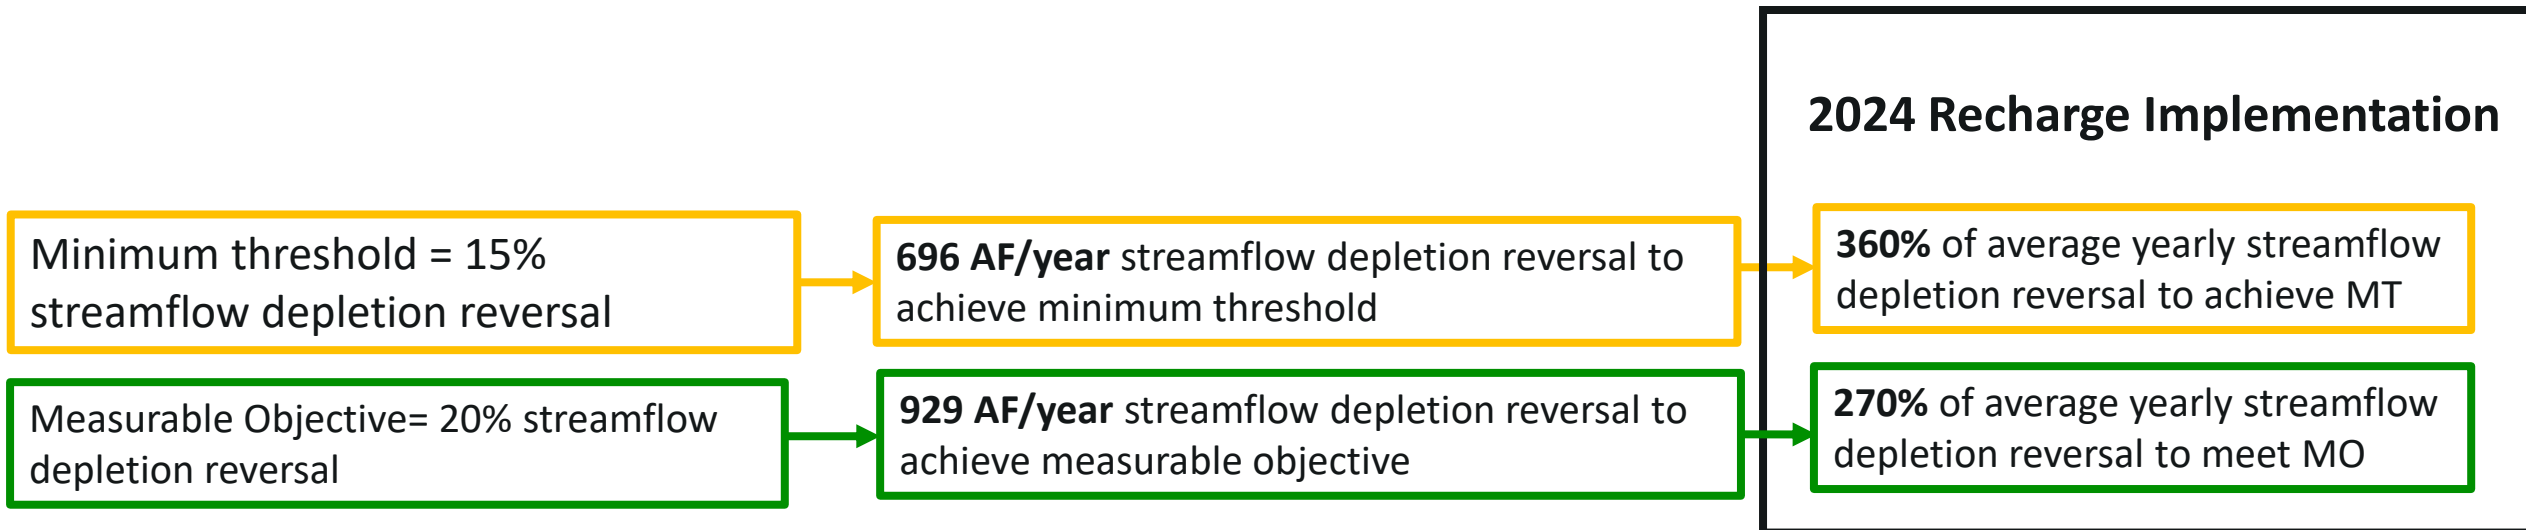 2024 Recharge Implementation
Minimum threshold = 15%
streamflow depletion reversal
696 AF/year streamflow depletion reversal to
achieve minimum threshold
360% of average yearly streamflow
depletion reversal to achieve MT
Measurable Objective= 20% streamflow
depletion reversal
929 AF/year streamflow depletion reversal to
achieve measurable objective
270% of average yearly streamflow
depletion reversal to meet MO